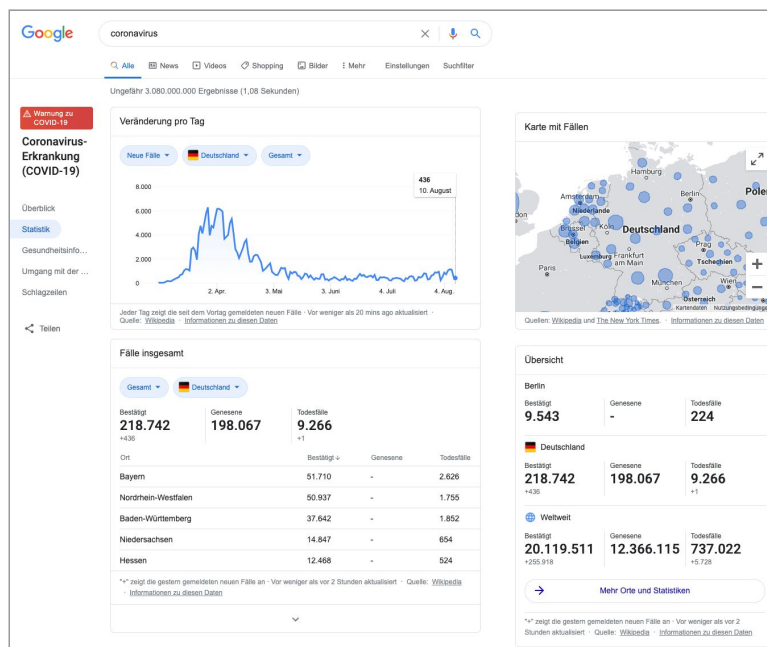 Google
coronavirus
Alle News Videos Shopping Bilder Mehr Einstellungen Suchfilter
Ungefähr 3.080.000.000 Ergebnisse (1,08 Sekunden)
Warnung zu
COVID-19
Coronavirus-
Erkrankung
(COVID-19)
Überblick
Statistik
Gesundheitsinfo...
Umgang mit der ...
Schlagzeilen
Teilen
Veränderung pro Tag
Neue Fälle Deutschland Gesamt
436
10. August
8.000
6.000
4.000
2.000
0
2. Apr. 3. Mai 3. Juni 4. Juli 4. Aug.
Jeder Tag zeigt die seit dem Vortag gemeldeten neuen Fälle · Vor weniger als 20 mins ago aktualisiert ·
Quelle: Wikipedia · Informationen zu diesen Daten
Fälle insgesamt
Gesamt Deutschland
Bestätigt Genesene Todesfälle
218.742 198.067 9.266
+436 +1
Ort Bestätigt Genesene Todesfälle
Bayern 51.710 - 2.626
Nordrhein-Westfalen 50.937 - 1.755
Baden-Württemberg 37.642 - 1.852
Niedersachsen 14.847 - 654
Hessen 12.468 - 524
"+" zeigt die gestern gemeldeten neuen Fälle an · Vor weniger als vor 2 Stunden aktualisiert · Quelle: Wikipedia
· Informationen zu diesen Daten
Karte mit Fällen
Hamburg
Amsterdam Berlin Polen
Niederlande
don
Brüssel Köln Deutschland
Belgien
Luxemburg Frankfurt
am Main
Prag
Tschechien
Paris
München Wien
Österreich
Kartendaten Nutzungsbedingungen
Quellen: Wikipedia und The New York Times. · Informationen zu diesen Daten
Übersicht
Berlin
Bestätigt Genesene Todesfälle
9.543 - 224
Deutschland
Bestätigt Genesene Todesfälle
218.742 198.067 9.266
+436 +1
Weltweit
Bestätigt Genesene Todesfälle
20.119.511 12.366.115 737.022
+255.918 +5.728
Mehr Orte und Statistiken
"+" zeigt die gestern gemeldeten neuen Fälle an · Vor weniger als vor 2
Stunden aktualisiert · Quelle: Wikipedia · Informationen zu diesen Daten